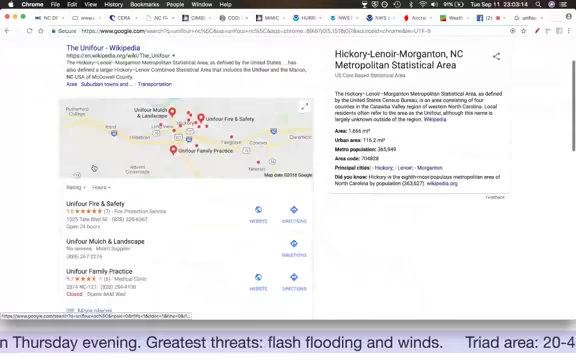 Chrome File Edit View History Bookmarks People Window Help
9% Tue Sep 11 23:03:14
Secure
The Unifour - Wikipedia
https://en.wikipedia.org/wiki/The_Unifour
The Hickory–Lenoir–Morganton Metropolitan Statistical Area, as defined by the United States
also defined a larger Hickory Combined Statistical Area that includes the Unifour and the Marion,
NC USA of McDowell County.
Area Suburban towns and ... Transportation
Unifour Mulch
& Landscape
Unifour Fire & Safety
Unifour Family Practice
Map data ©2018 Google
Rating Hours
Unifour Fire & Safety
(7) · Fire Protection Service
Open 24 hours
WEBSITE DIRECTIONS
Unifour Mulch & Landscape
No reviews · Mulch Supplier
DIRECTIONS
Unifour Family Practice
(6) · Medical Clinic
Closed · Opens 8AM Wed
WEBSITE DIRECTIONS
More places
Hickory-Lenoir-Morganton, NC
Metropolitan Statistical Area
US Core Based Statistical Area
The Hickory–Lenoir–Morganton Metropolitan Statistical Area, as
defined by the United States Census Bureau, is an area consisting of four
counties in the Catawba Valley region of western North Carolina. Local
residents often refer to the area as the Unifour, although this name is
largely unknown outside of the region. Wikipedia
Area: 1,666 mi²
Urban area: 116.2 mi²
Metro population: 365,949
Area code: 704828
Principal cities: - Hickory; - Lenoir; - Morganton
Did you know: Hickory is the eighth-most populous metropolitan area of
North Carolina by population (363,627). wikipedia.org
Feedback
n Thursday evening. Greatest threats: flash flooding and winds. Triad area: 20-4